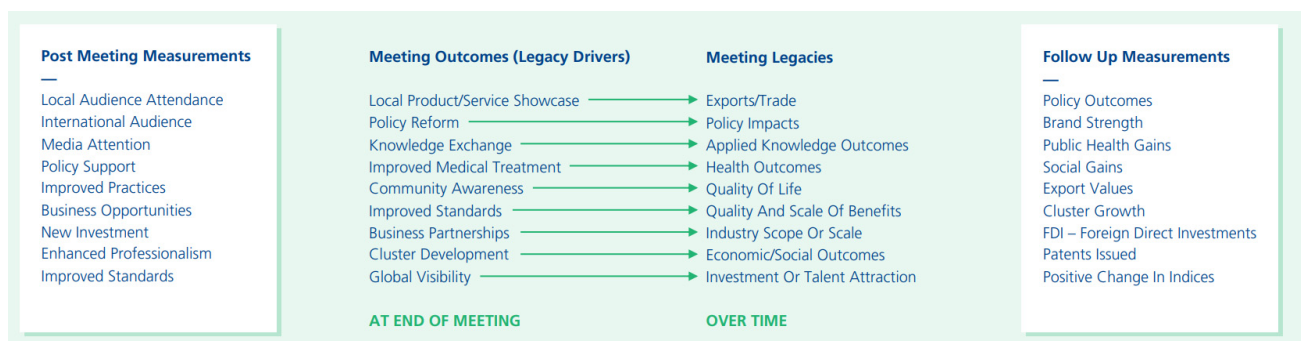 Post Meeting Measurements
—
Local Audience Attendance
International Audience
Media Attention
Policy Support
Improved Practices
Business Opportunities
New Investment
Enhanced Professionalism
Improved Standards
Meeting Outcomes (Legacy Drivers)
Local Product/Service Showcase
Policy Reform
Knowledge Exchange
Improved Medical Treatment
Community Awareness
Improved Standards
Business Partnerships
Cluster Development
Global Visibility
AT END OF MEETING
Meeting Legacies
Exports/Trade
Policy Impacts
Applied Knowledge Outcomes
Health Outcomes
Quality Of Life
Quality And Scale Of Benefits
Industry Scope Or Scale
Economic/Social Outcomes
Investment Or Talent Attraction
OVER TIME
Follow Up Measurements
—
Policy Outcomes
Brand Strength
Public Health Gains
Social Gains
Export Values
Cluster Growth
FDI – Foreign Direct Investments
Patents Issued
Positive Change In Indices